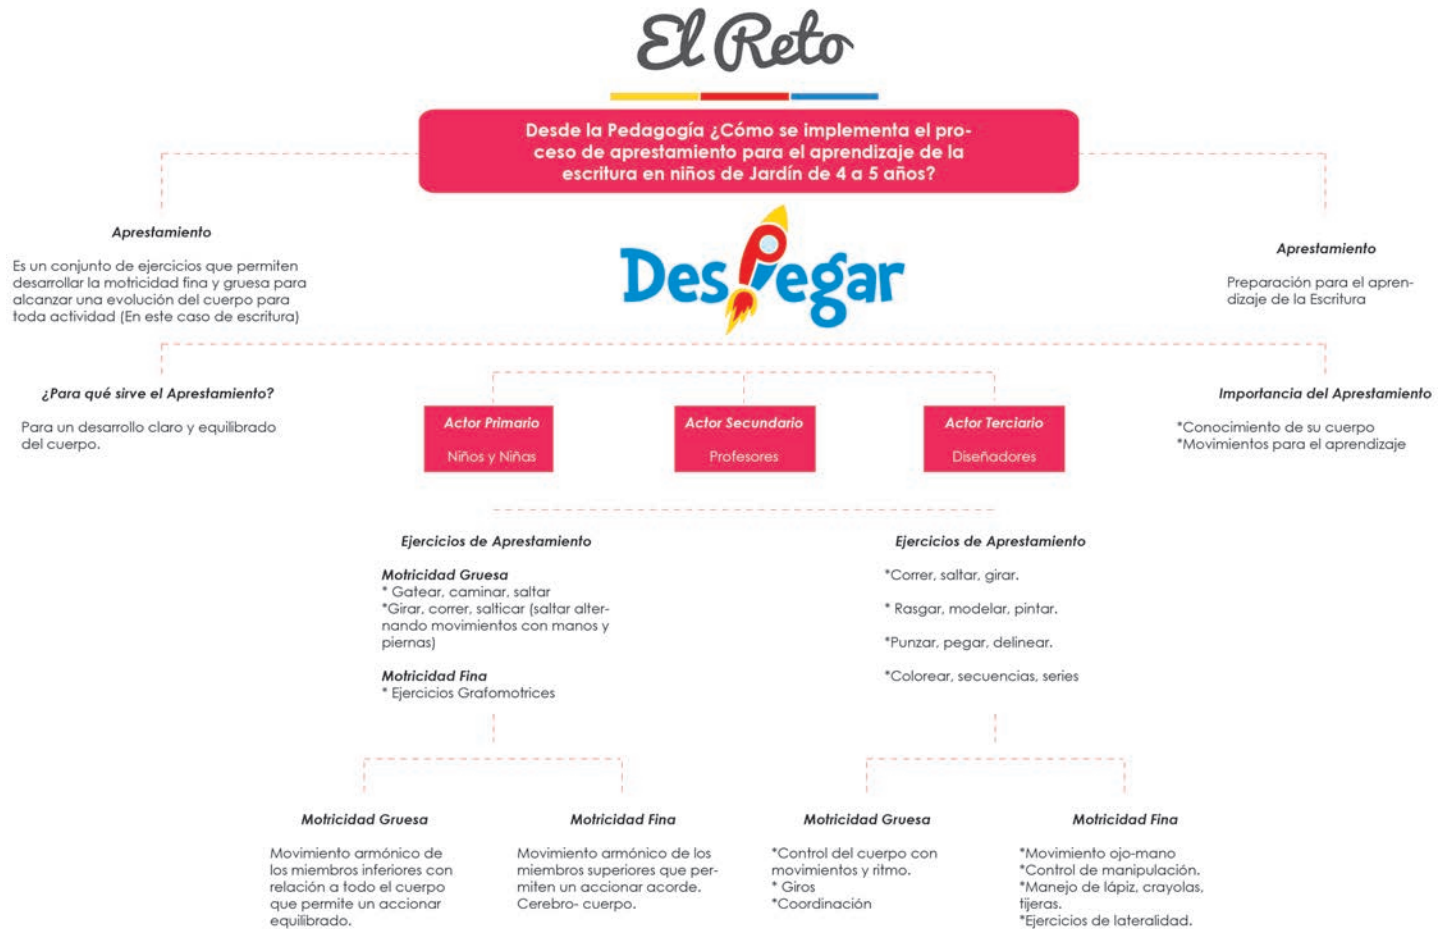 El Reto
Desde la Pedagogía ¿Cómo se implementa el pro-
ceso de aprestamiento para el aprendizaje de la
escritura en niños de Jardín de 4 a 5 años?
Despegar
Aprestamiento
Es un conjunto de ejercicios que permiten
desarrollar la motricidad fina y gruesa para
alcanzar una evolución del cuerpo para
toda actividad (En este caso de escritura)
Aprestamiento
Preparación para el apren-
dizaje de la Escritura
¿Para qué sirve el Aprestamiento?
Para un desarrollo claro y equilibrado
del cuerpo.
Actor Primario
Niños y Niñas
Actor Secundario
Profesores
Actor Terciario
Diseñadores
Importancia del Aprestamiento
*Conocimiento de su cuerpo
*Movimientos para el aprendizaje
Ejercicios de Aprestamiento
Motricidad Gruesa
* Gatear, caminar, saltar
*Girar, correr, salticar (saltar alter-
nando movimientos con manos y
piernas)
Motricidad Fina
* Ejercicios Grafomotrices
Ejercicios de Aprestamiento
*Correr, saltar, girar.
* Rasgar, modelar, pintar.
*Punzar, pegar, delinear.
*Colorear, secuencias, series
Motricidad Gruesa
Movimiento armónico de
los miembros inferiores con
relación a todo el cuerpo
que permite un accionar
equilibrado.
Motricidad Fina
Movimiento armónico de los
miembros superiores que per-
miten un accionar acorde.
Cerebro- cuerpo.
Motricidad Gruesa
*Control del cuerpo con
movimientos y ritmo.
* Giros
*Coordinación
Motricidad Fina
*Movimiento ojo-mano
*Control de manipulación.
*Manejo de lápiz, crayolas,
tijeras.
*Ejercicios de lateralidad.